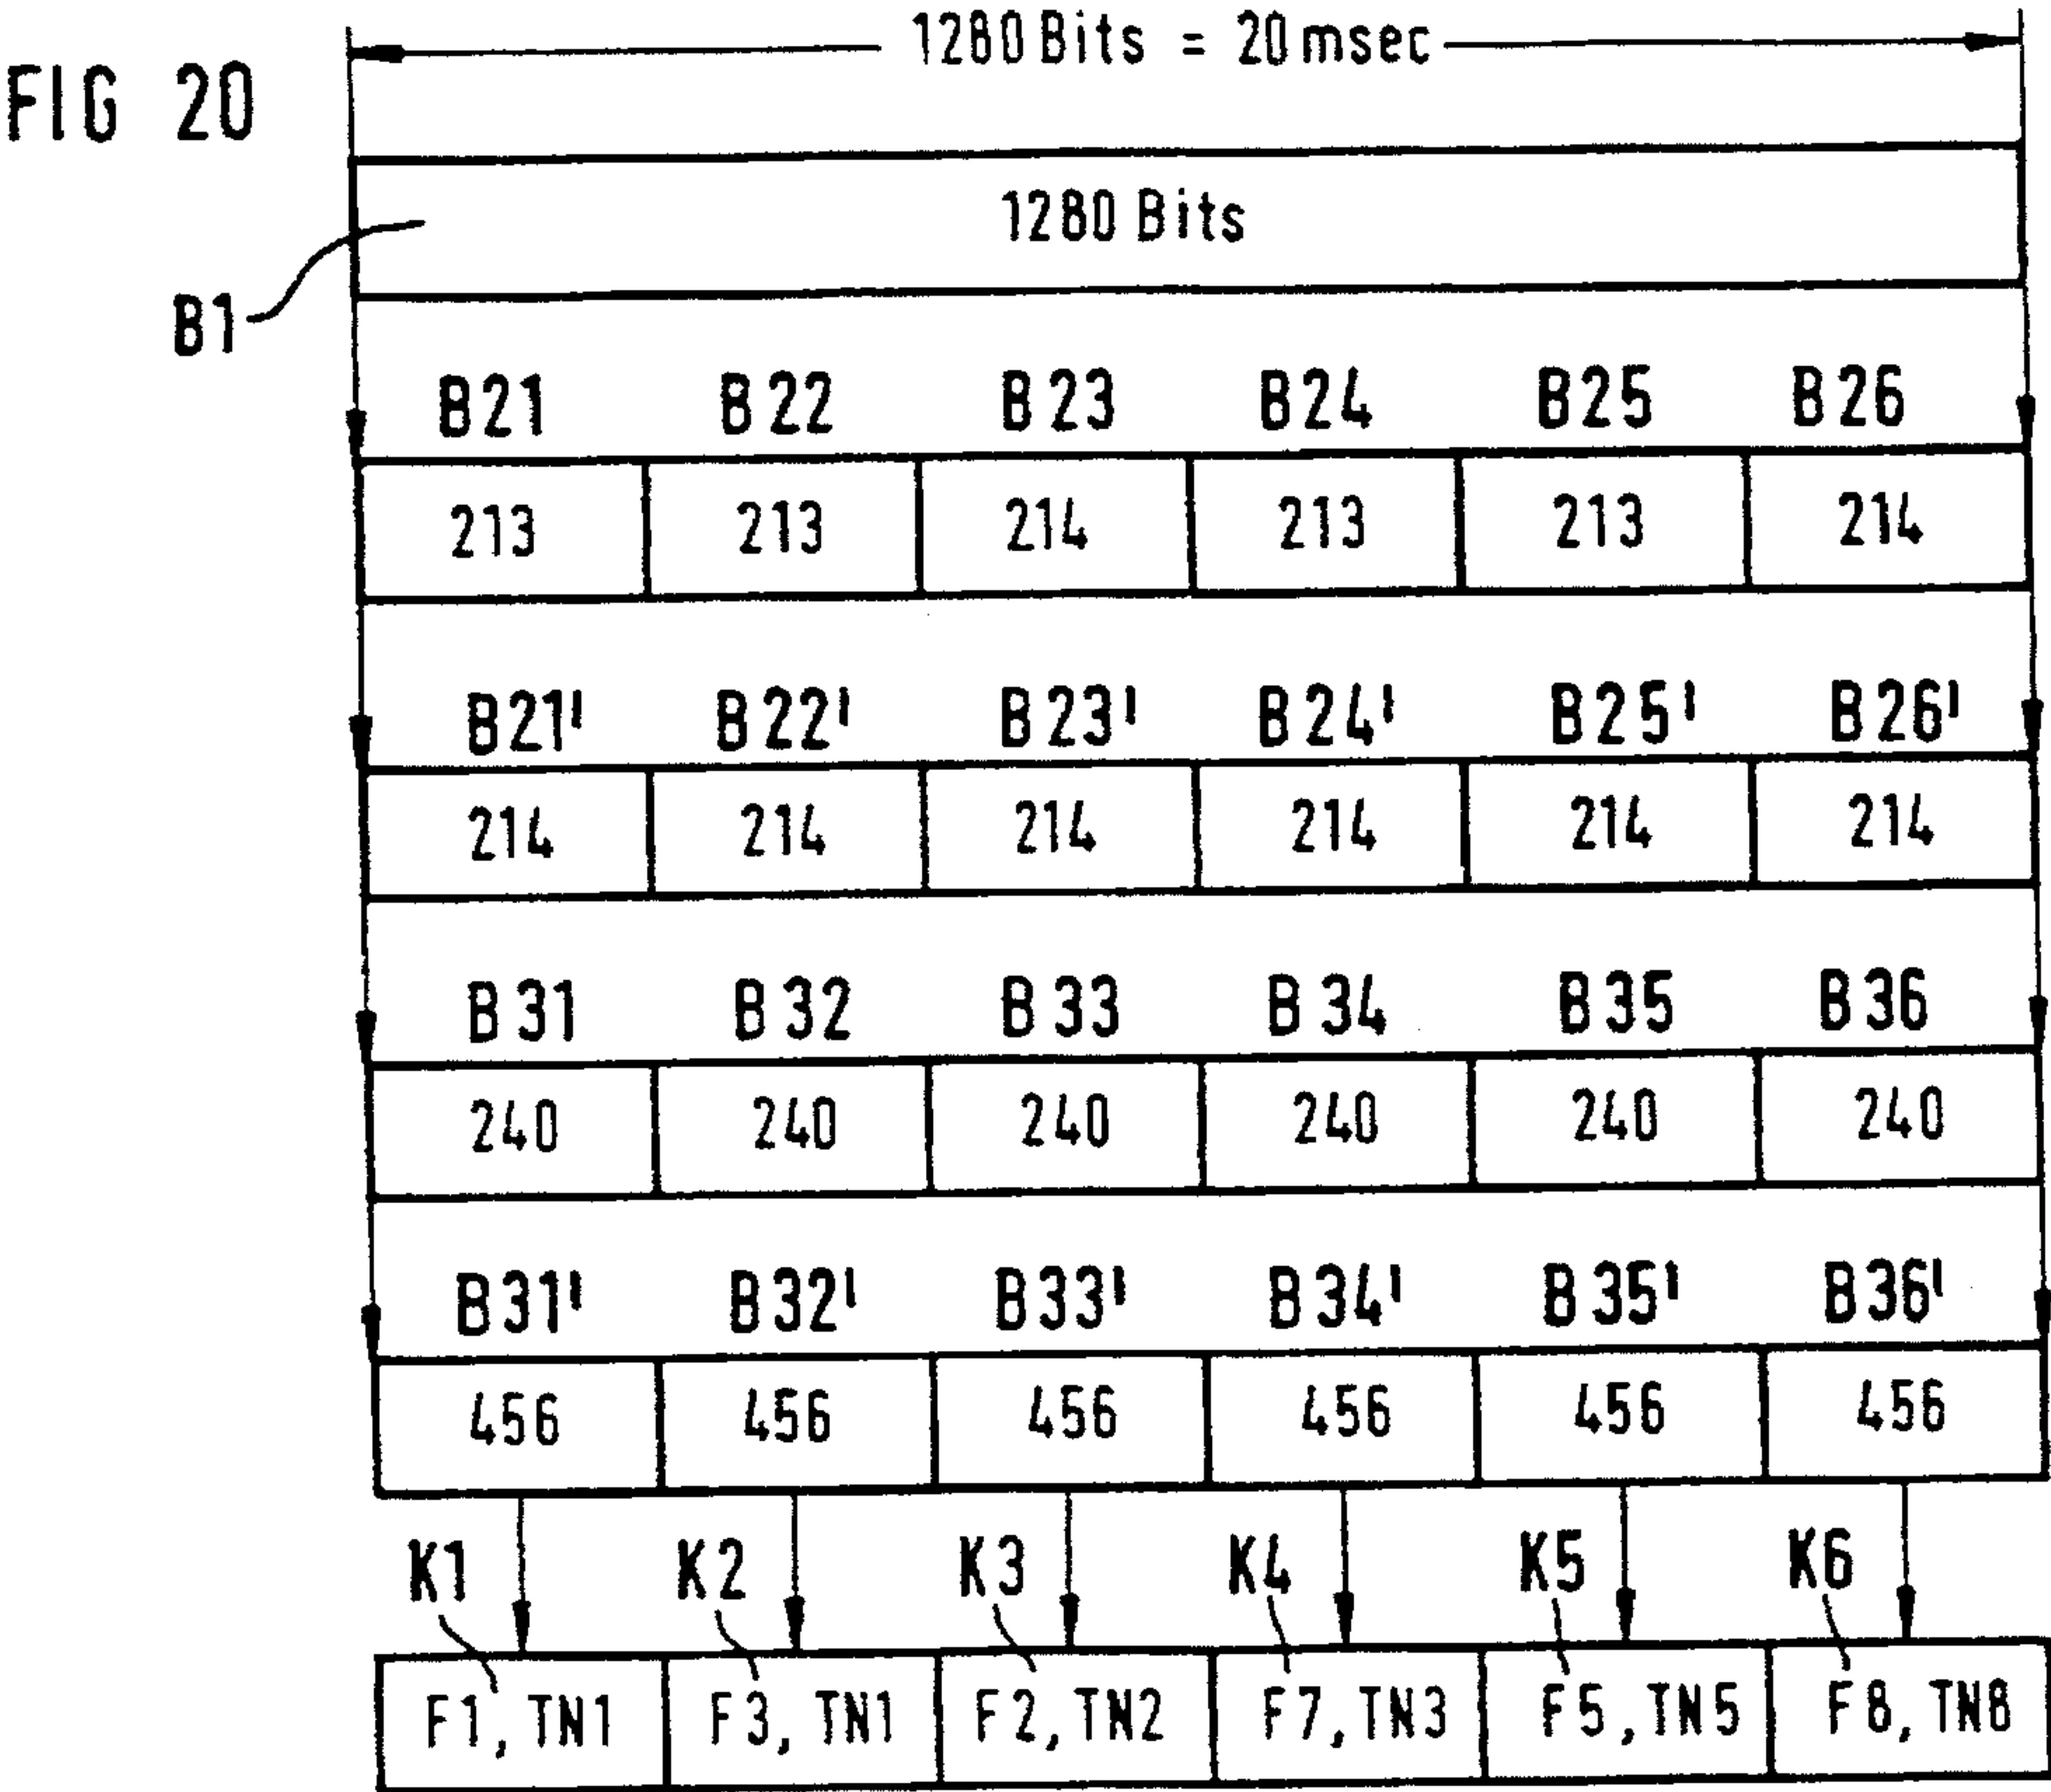 1280 Bits = 20 msec
FIG 20
1280 Bits
B1
B21 B22 B23 B24 B25 B26
213 213 214 213 213 214
B21' B22' B23' B24' B25' B26'
214 214 214 214 214 214
B31 B32 B33 B34 B35 B36
240 240 240 240 240 240
B31' B32' B33' B34' B35' B36'
456 456 456 456 456 456
K1 K2 K3 K4 K5 K6
F1, TN1 F3, TN1 F2, TN2 F7, TN3 F5, TN5 F8, TN8